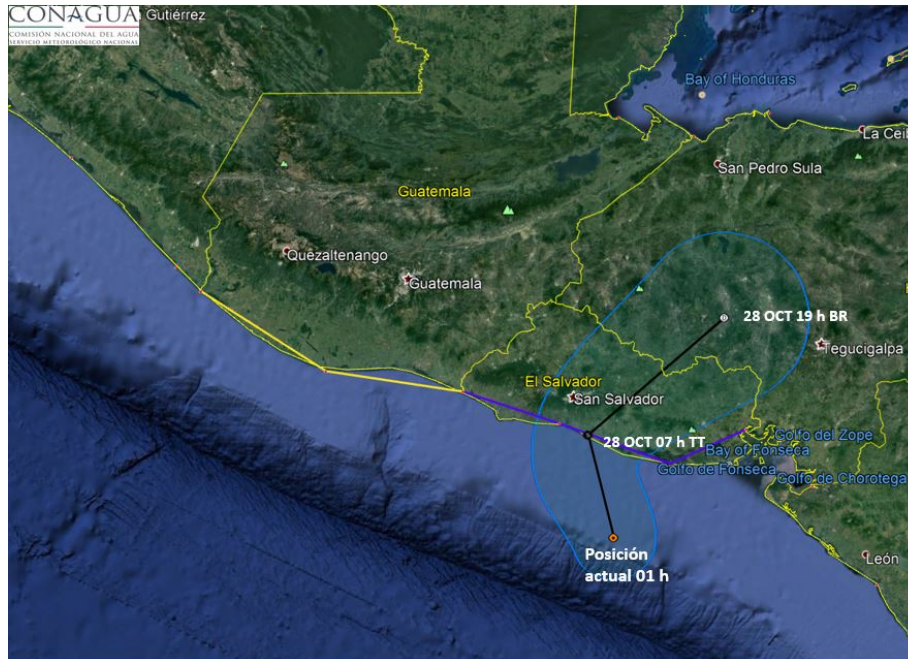 CONAGUA
COMISIÓN NACIONAL DEL AGUA
SERVICIO METEOROLÓGICO NACIONAL
Gutiérrez
Bay of Honduras
La Ceib
San Pedro Sula
Guatemala
Quezaltenango
Guatemala
28 OCT 19 h BR
Tegucigalpa
El Salvador
San Salvador
28 OCT 07 h TT
Golfo del Zope
Bay of Fonseca
Golfo de Fonseca
Golfo de Chorotega
Posición
actual 01 h
León